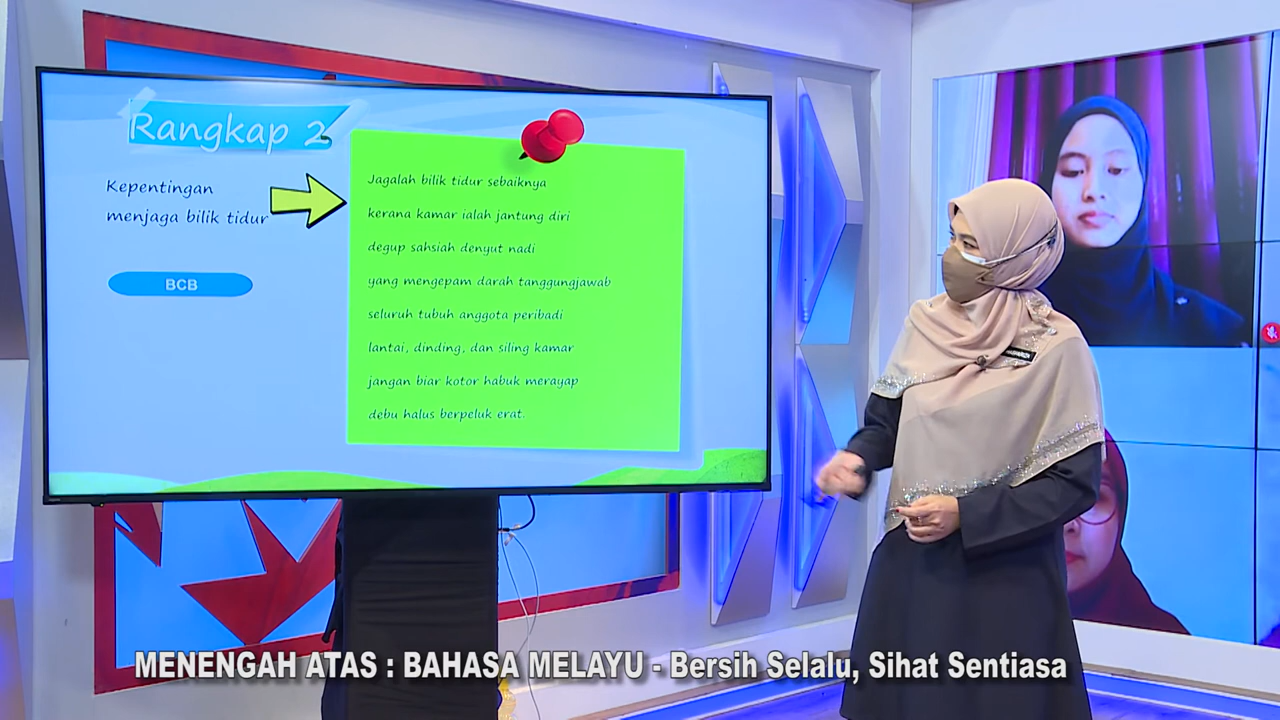 Rangkap 2
Kepentingan
menjaga bilik tidur
BCB
Jagalah bilik tidur sebaiknya
kerana kamar ialah jantung diri
degup sahsiah denyut nadi
yang mengepam darah tanggungjawab
seluruh tubuh anggota peribadi
lantai, dinding, dan siling kamar
jangan biar kotor habuk merayap
debu halus berpeluk erat.
MENENGAH ATAS : BAHASA MELAYU - Bersih Selalu, Sihat Sentiasa